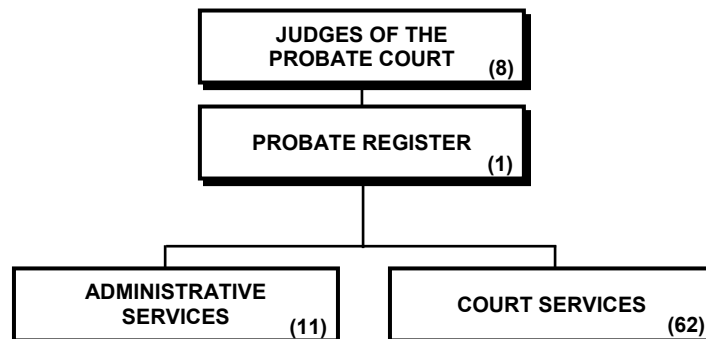 JUDGES OF THE
PROBATE COURT
(8)
PROBATE REGISTER
(1)
ADMINISTRATIVE
SERVICES
(11)
COURT SERVICES
(62)